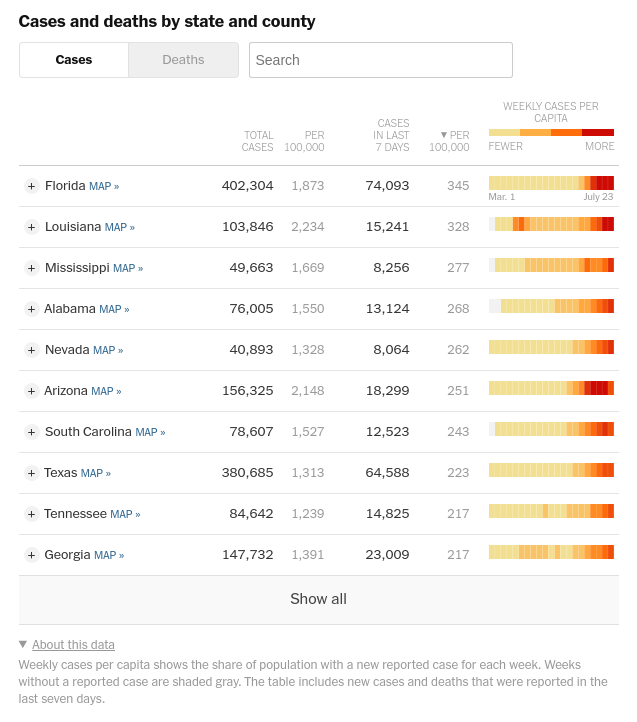 Cases and deaths by state and county
Cases Deaths Search
WEEKLY CASES PER
CAPITA
CASES
TOTAL PER IN LAST ▼ PER
CASES 100,000 7 DAYS 100,000 FEWER MORE
+ Florida MAP » 402,304 1,873 74,093 345
Mar. 1 July 23
+ Louisiana MAP » 103,846 2,234 15,241 328
+ Mississippi MAP » 49,663 1,669 8,256 277
+ Alabama MAP » 76,005 1,550 13,124 268
+ Nevada MAP » 40,893 1,328 8,064 262
+ Arizona MAP » 156,325 2,148 18,299 251
+ South Carolina MAP » 78,607 1,527 12,523 243
+ Texas MAP » 380,685 1,313 64,588 223
+ Tennessee MAP » 84,642 1,239 14,825 217
+ Georgia MAP » 147,732 1,391 23,009 217
Show all
▼ About this data
Weekly cases per capita shows the share of population with a new reported case for each week. Weeks
without a reported case are shaded gray. The table includes new cases and deaths that were reported in the
last seven days.